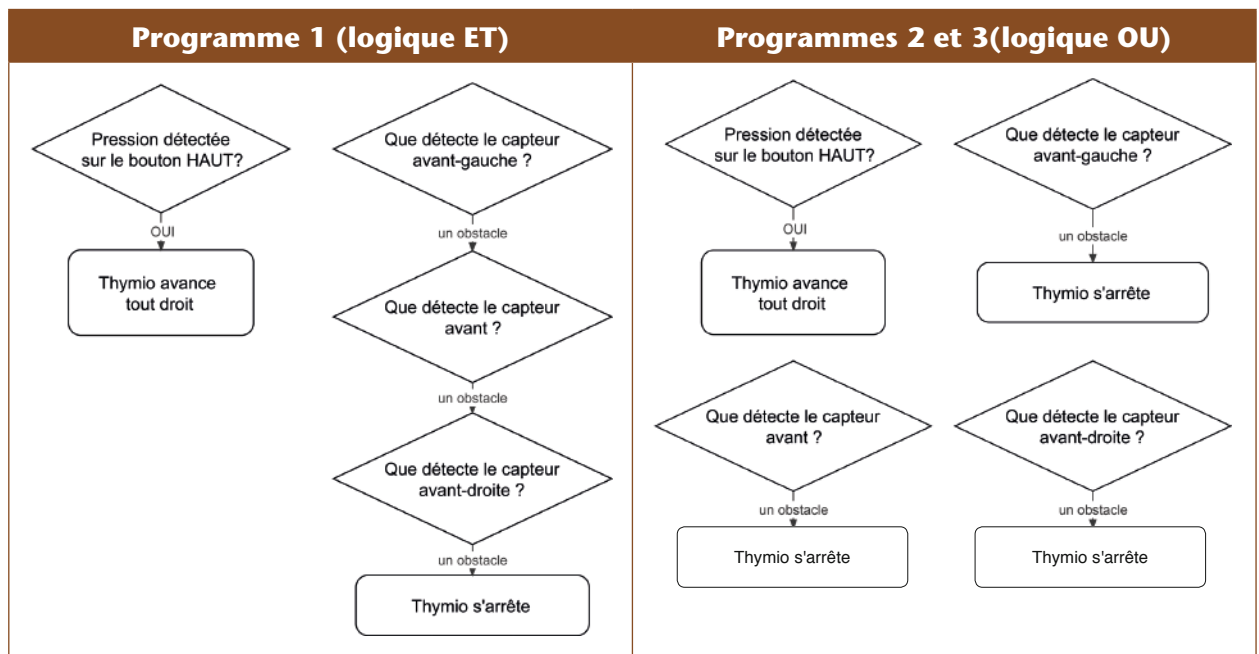 Programme 1 (logique ET)
Pression détectée
sur le bouton HAUT?
OUI
Thymio avance
tout droit
Que détecte le capteur
avant-gauche ?
un obstacle
Que détecte le capteur
avant ?
un obstacle
Que détecte le capteur
avant-droite ?
un obstacle
Thymio s'arrête
Programmes 2 et 3(logique OU)
Pression détectée
sur le bouton HAUT?
OUI
Thymio avance
tout droit
Que détecte le capteur
avant-gauche ?
un obstacle
Thymio s'arrête
Que détecte le capteur
avant ?
un obstacle
Thymio s'arrête
Que détecte le capteur
avant-droite ?
un obstacle
Thymio s'arrête